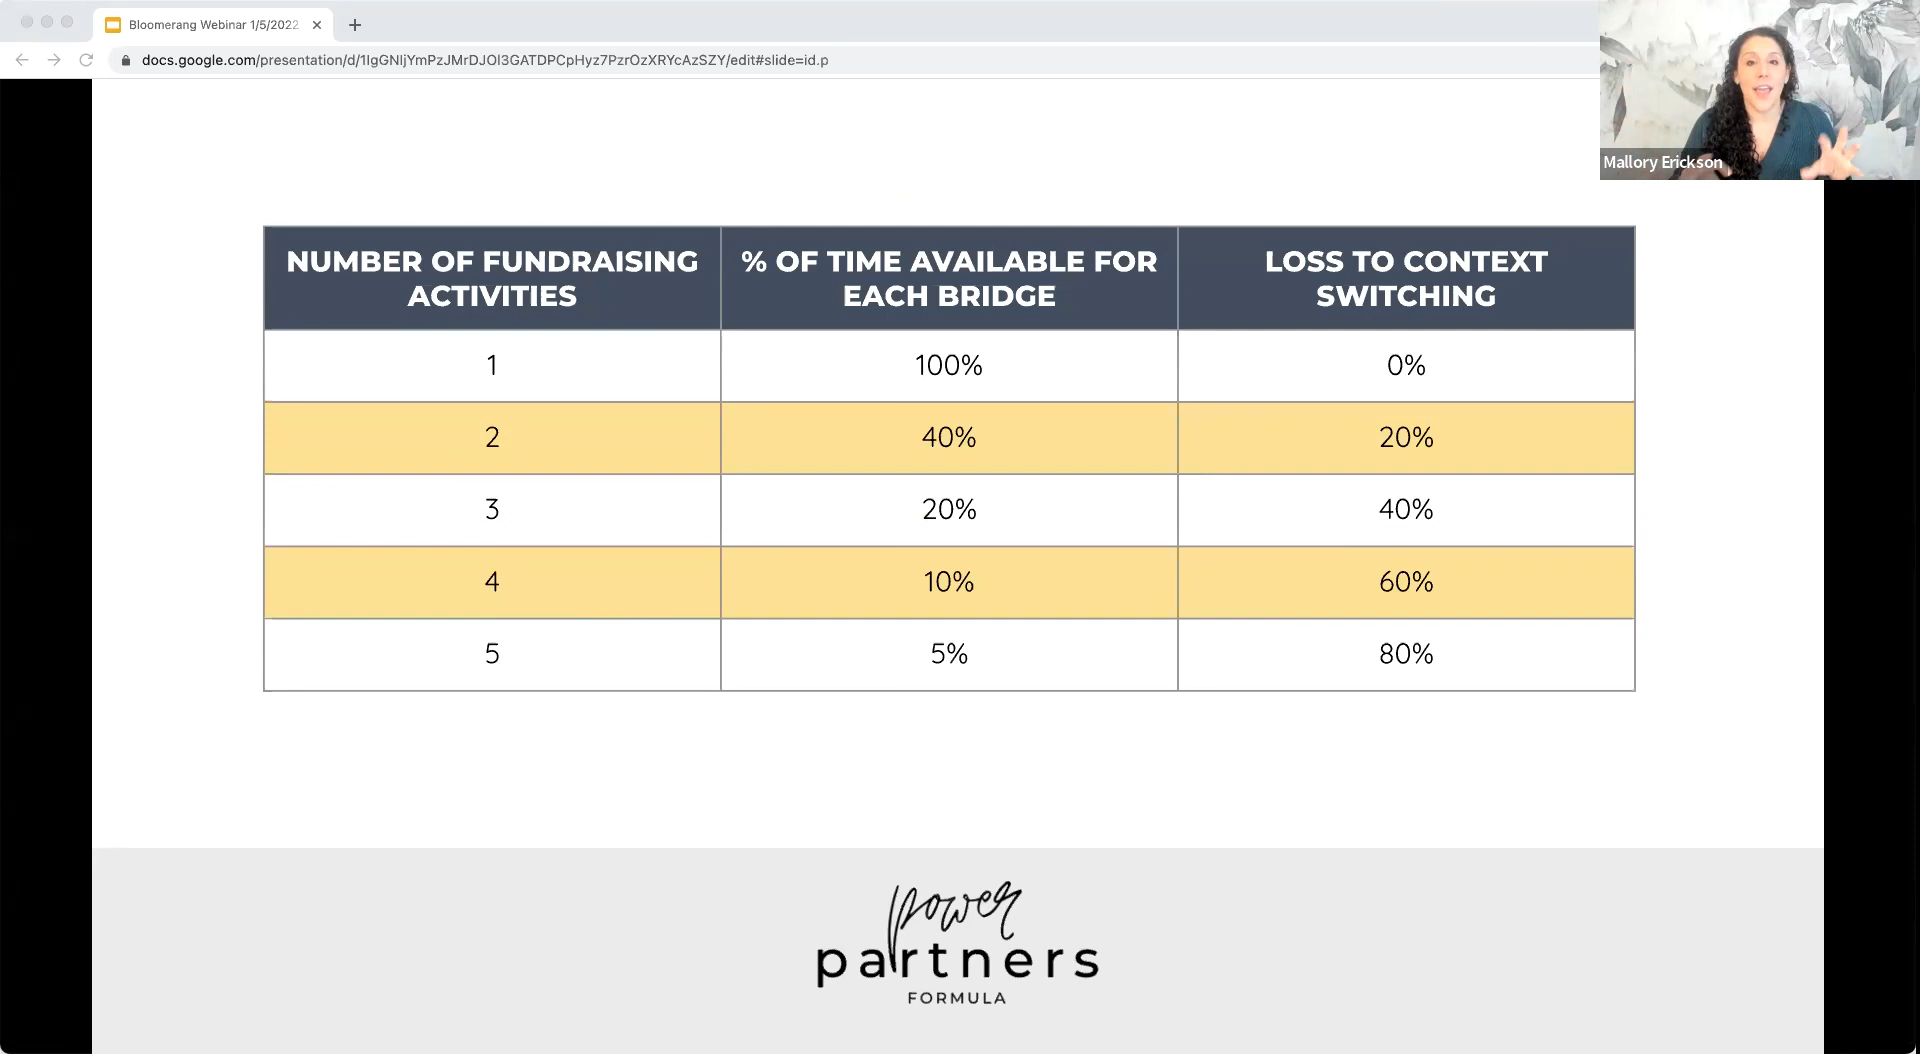 Bloomerang Webinar 1/5/2022
docs.google.com/presentation/d/1IgGNIjYmPzJMrDJOl3GATDPCpHyz7PzrOzXRYcAzSZY/edit#slide=id.p
Mallory Erickson
NUMBER OF FUNDRAISING ACTIVITIES % OF TIME AVAILABLE FOR EACH BRIDGE LOSS TO CONTEXT SWITCHING
1 100% 0%
2 40% 20%
3 20% 40%
4 10% 60%
5 5% 80%
power
partners
FORMULA